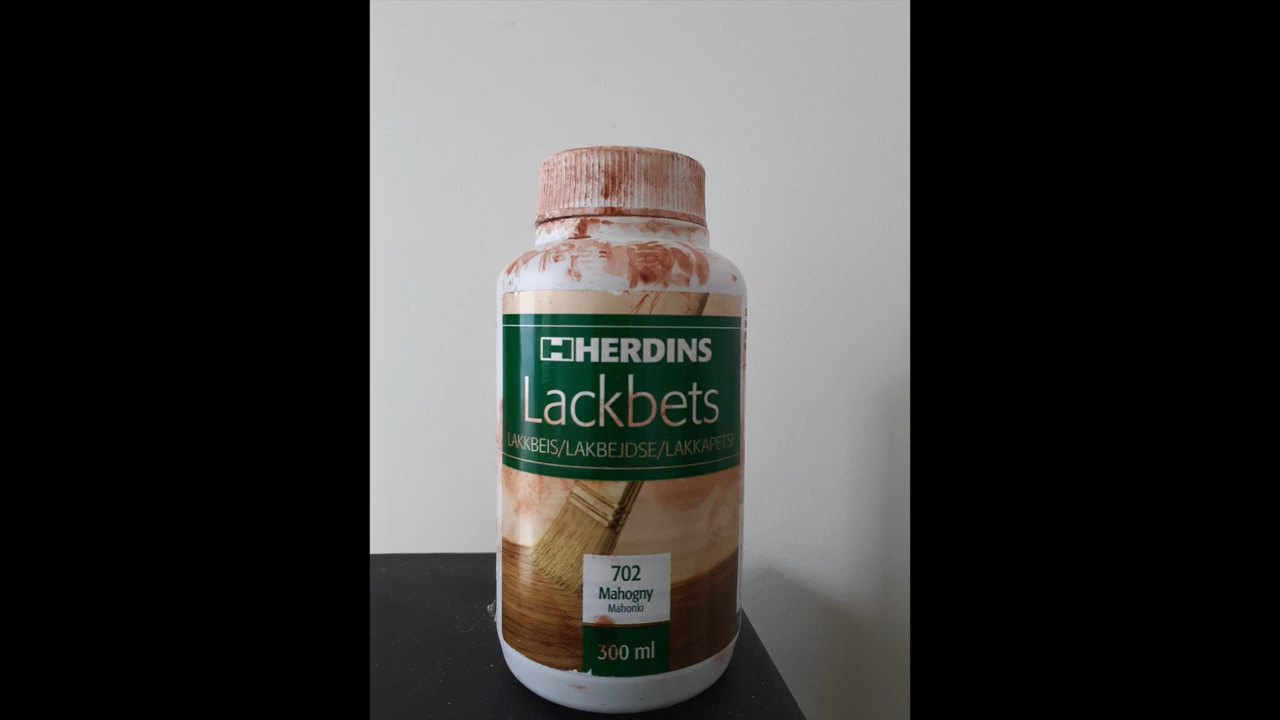 HERDINS
Lackbets
LAKKBEIS/LAKBEJDSE/LAKKAPETSI
702
Mahogny
Mahonki
300 ml